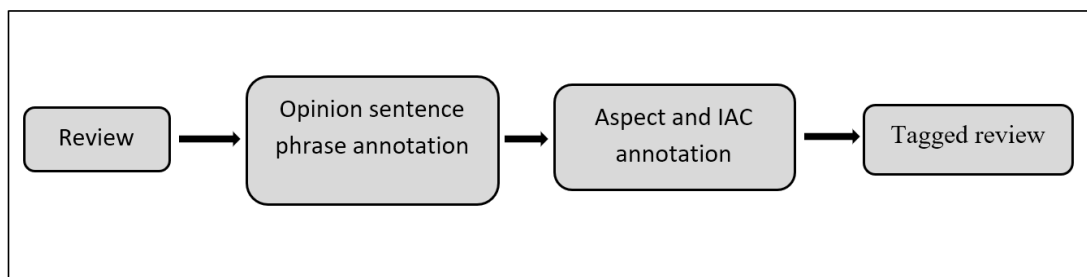 Review
Opinion sentence
phrase annotation
Aspect and IAC
annotation
Tagged review